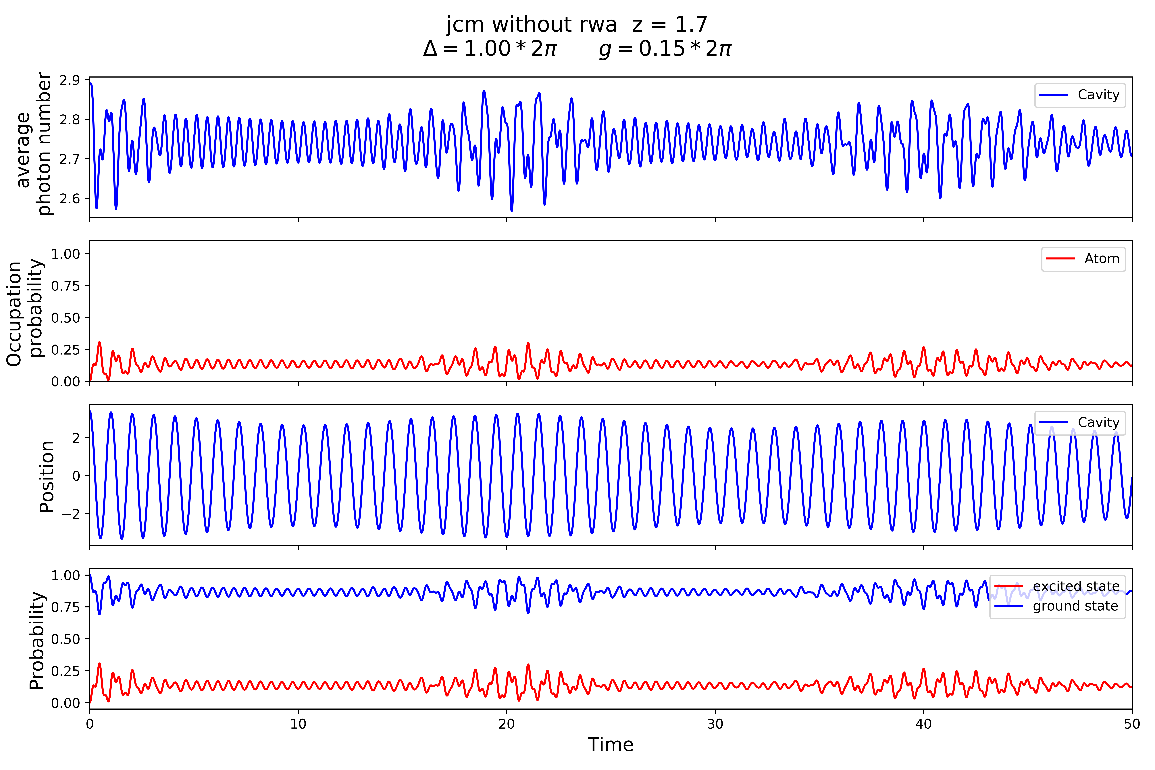 jcm without rwa  z = 1.7
Δ = 1.00 * 2π      g = 0.15 * 2π
average
photon number
2.9
2.8
2.7
2.6
Cavity
Occupation
probability
1.00
0.75
0.50
0.25
0.00
Atom
Position
2
0
−2
Cavity
Probability
1.00
0.75
0.50
0.25
0.00
excited state
ground state
0
10
20
30
40
50
Time